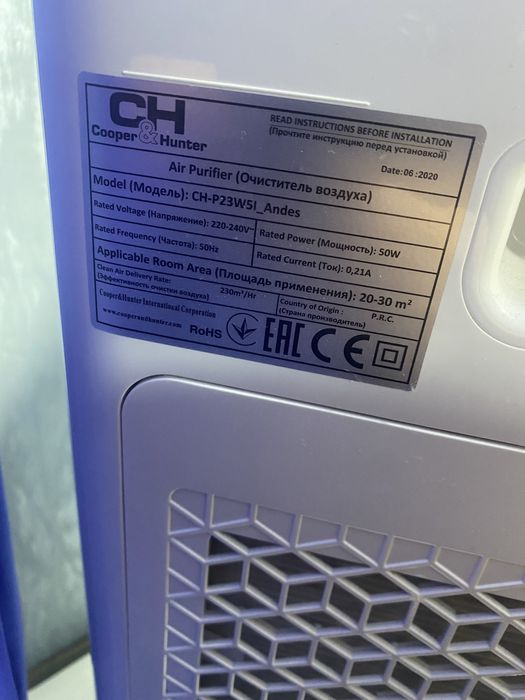 CH
Cooper&Hunter
READ INSTRUCTIONS BEFORE INSTALLATION
(Прочтите инструкцию перед установкой)
Air Purifier (Очиститель воздуха)
Date:06 :2020
Model (Модель): CH-P23W5I_Andes
Rated Voltage (Напряжение): 220-240V~
Rated Power (Мощность): 50W
Rated Frequency (Частота): 50Hz
Rated Current (Ток): 0,21A
Applicable Room Area (Площадь применения): 20-30 m²
Clean Air Delivery Rate:
(Эффективность очистки воздуха)
230m³/Hr
Country of Origin :
(Страна производитель)
P.R.C.
Cooper&Hunter International Corporation
www.cooperandhunter.com
RoHS
EAC
CE